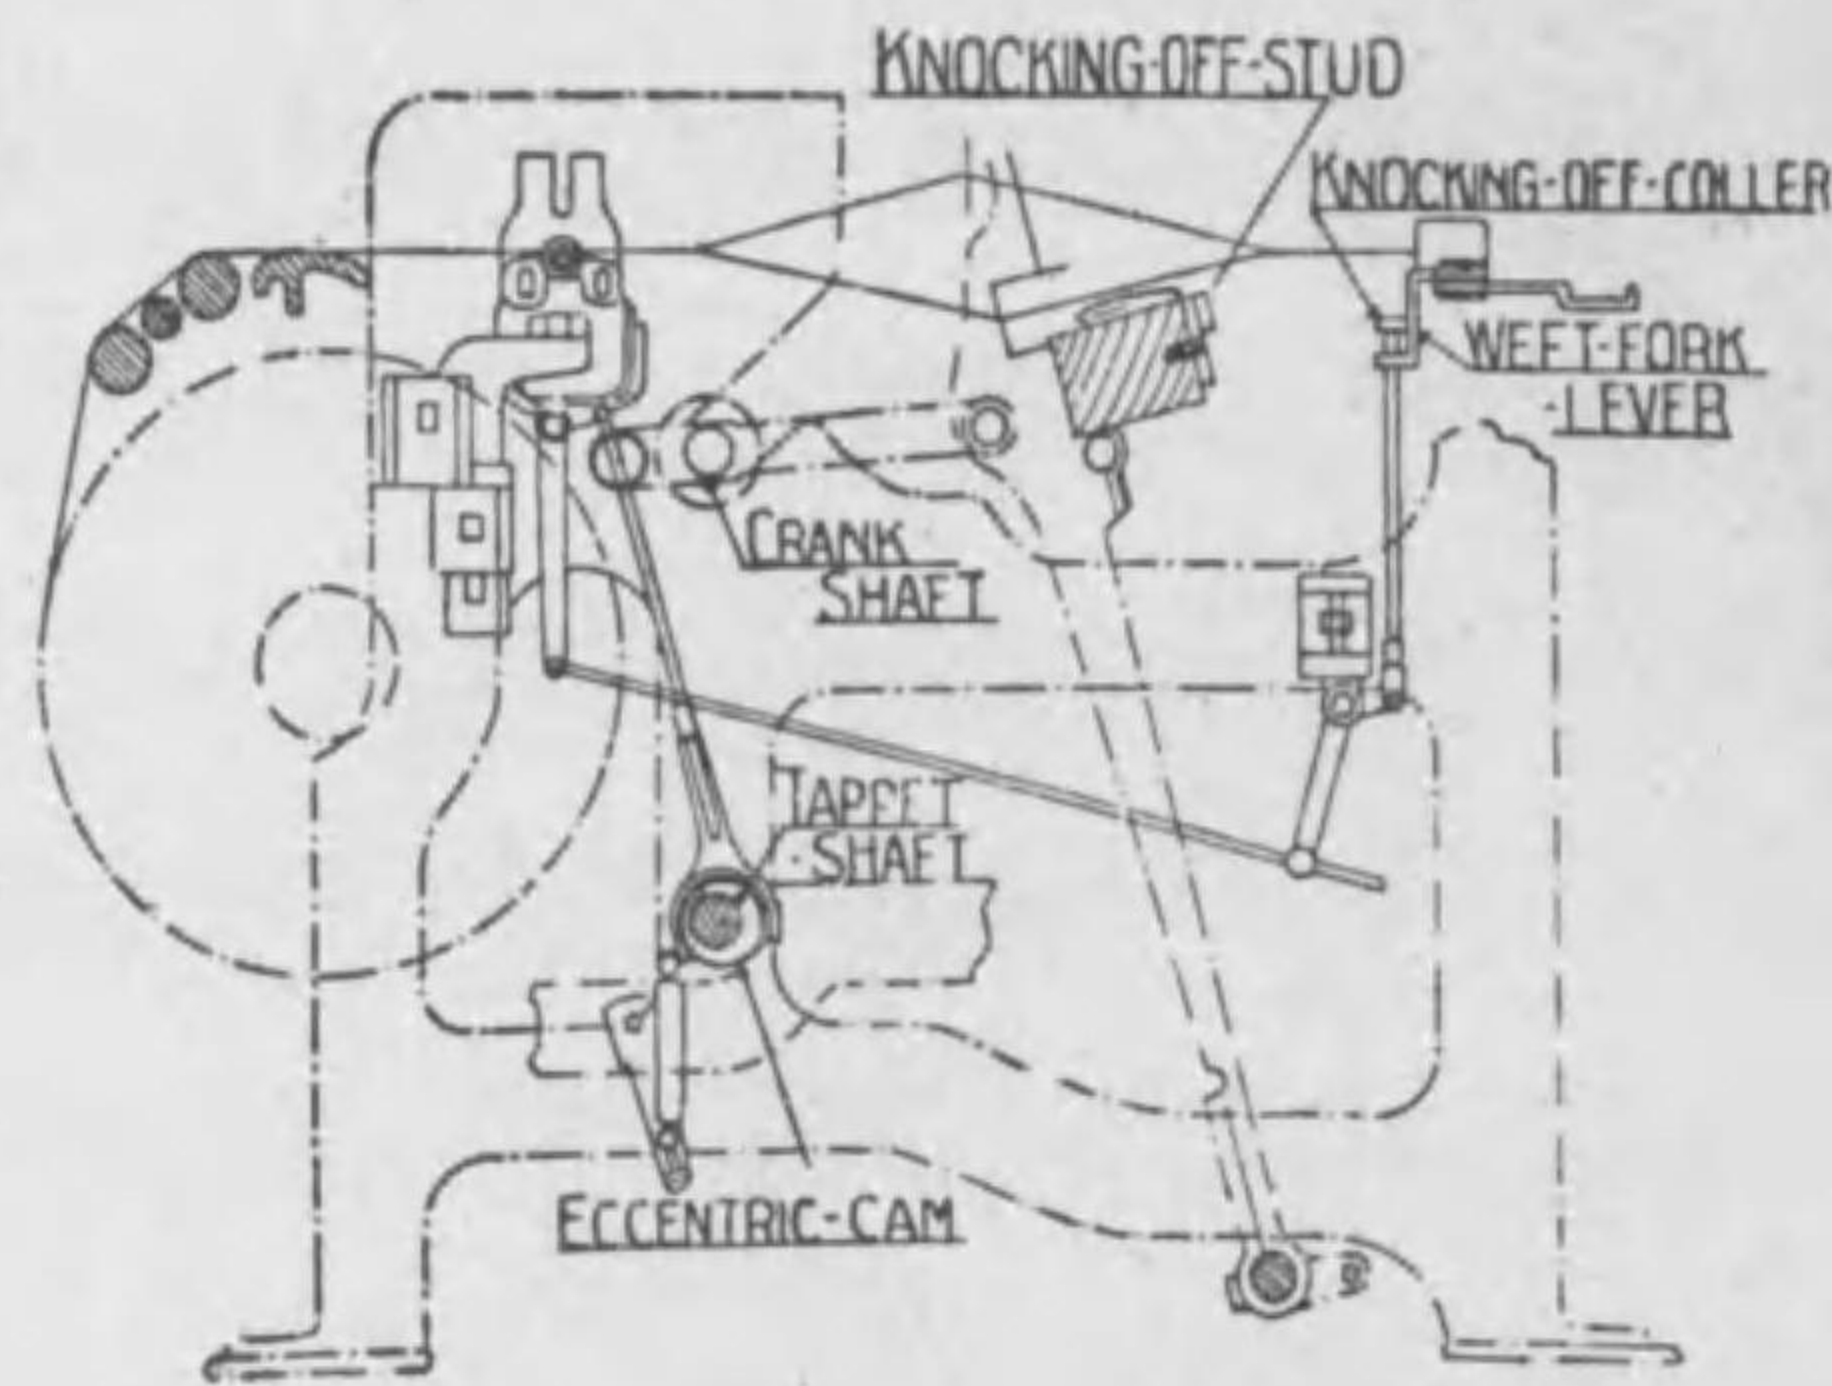 KNOCKING-OFF-STUD
KNOCKING-OFF-COLLER
WEFT-FORK
-LEVER
CRANK
SHAFT
TAPPET
-SHAFT
ECCENTRIC-CAM